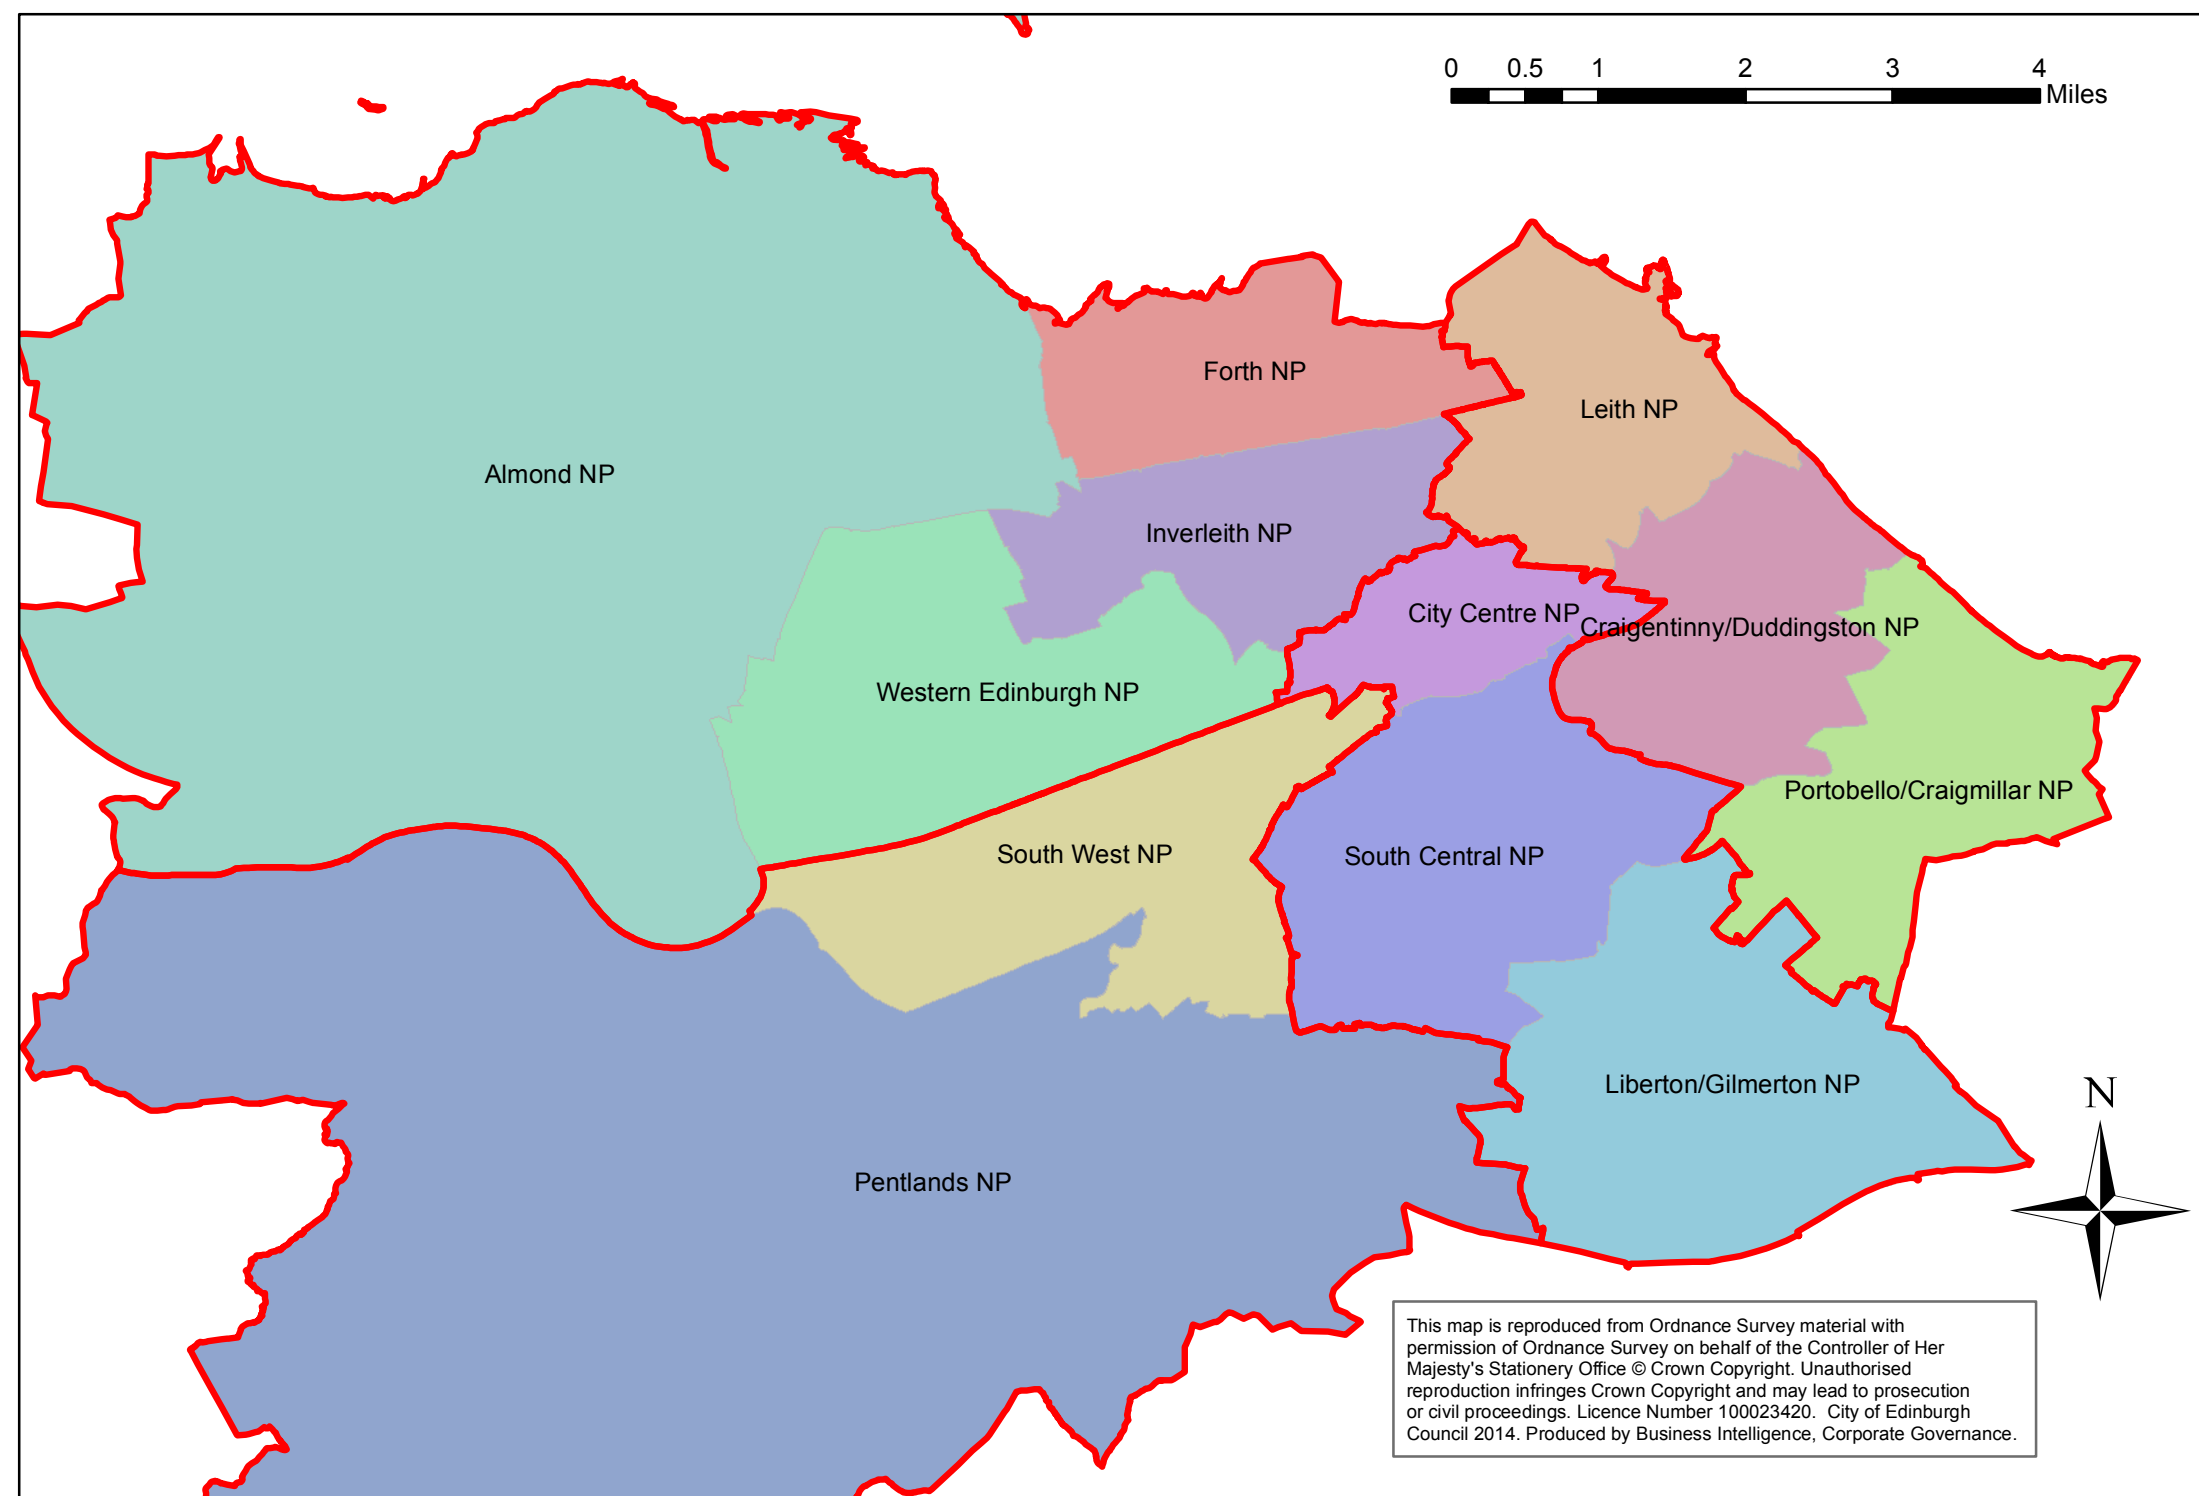 0 0.5 1 2 3 4
Miles
Forth NP
Leith NP
Almond NP
Inverleith NP
City Centre NP
Craigentinny/Duddingston NP
Western Edinburgh NP
Portobello/Craigmillar NP
South West NP
South Central NP
Liberton/Gilmerton NP
N
Pentlands NP
This map is reproduced from Ordnance Survey material with
permission of Ordnance Survey on behalf of the Controller of Her
Majesty's Stationery Office © Crown Copyright. Unauthorised
reproduction infringes Crown Copyright and may lead to prosecution
or civil proceedings. Licence Number 100023420. City of Edinburgh
Council 2014. Produced by Business Intelligence, Corporate Governance.